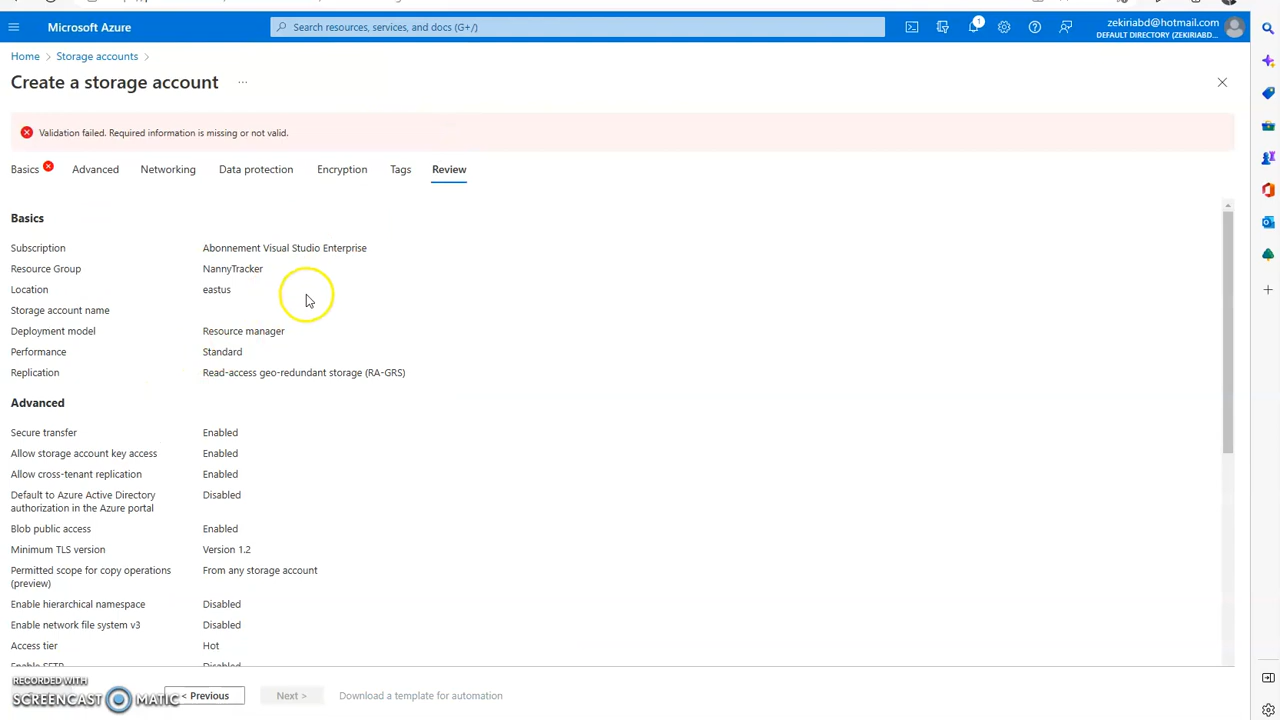 Microsoft Azure
Search resources, services, and docs (G+/)
1
zekiriabd@hotmail.com
DEFAULT DIRECTORY (ZEKIRIABD...
Home > Storage accounts >
Create a storage account ...
Validation failed. Required information is missing or not valid.
Basics Advanced Networking Data protection Encryption Tags Review
Basics
Subscription Abonnement Visual Studio Enterprise
Resource Group NannyTracker
Location eastus
Storage account name
Deployment model Resource manager
Performance Standard
Replication Read-access geo-redundant storage (RA-GRS)
Advanced
Secure transfer Enabled
Allow storage account key access Enabled
Allow cross-tenant replication Enabled
Default to Azure Active Directory Disabled
authorization in the Azure portal
Blob public access Enabled
Minimum TLS version Version 1.2
Permitted scope for copy operations From any storage account
(preview)
Enable hierarchical namespace Disabled
Enable network file system v3 Disabled
Access tier Hot
Enable SFTP Disabled
RECORDED WITH
SCREENCAST MATIC
< Previous Next > Download a template for automation